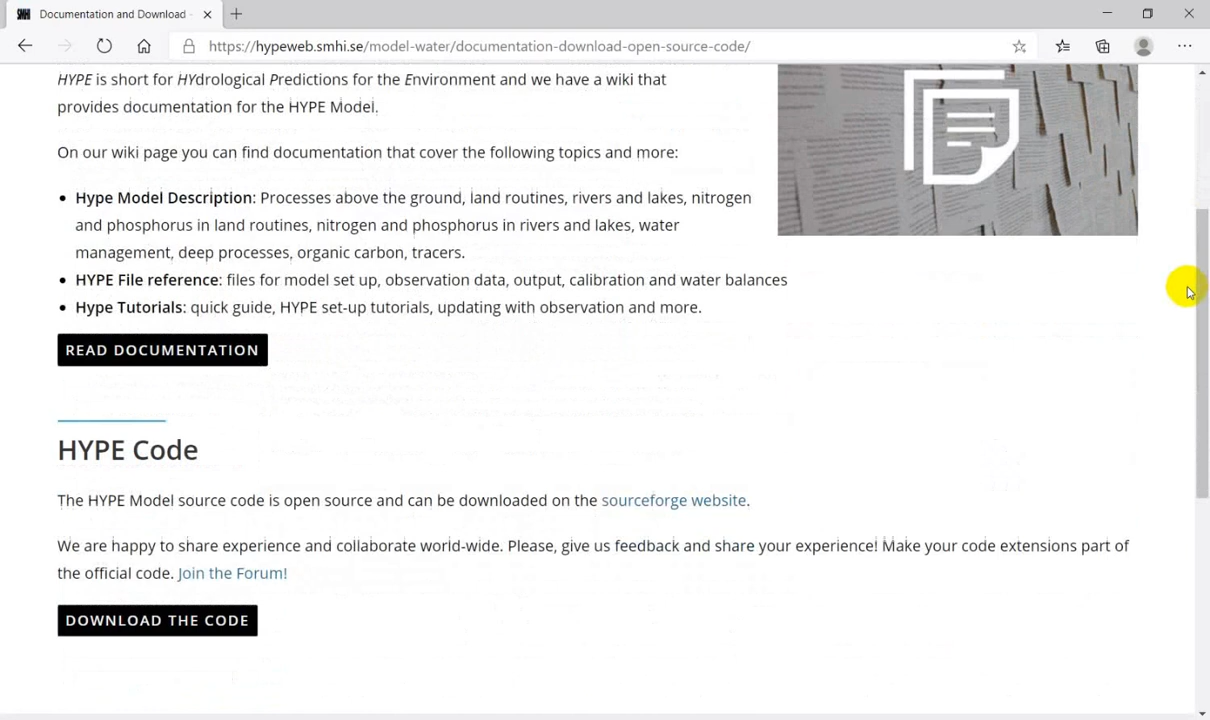 SMHI Documentation and Download
https://hypeweb.smhi.se/model-water/documentation-download-open-source-code/
HYPE is short for HYdrological Predictions for the Environment and we have a wiki that
provides documentation for the HYPE Model.
On our wiki page you can find documentation that cover the following topics and more:
• Hype Model Description: Processes above the ground, land routines, rivers and lakes, nitrogen
and phosphorus in land routines, nitrogen and phosphorus in rivers and lakes, water
management, deep processes, organic carbon, tracers.
• HYPE File reference: files for model set up, observation data, output, calibration and water balances
• Hype Tutorials: quick guide, HYPE set-up tutorials, updating with observation and more.
READ DOCUMENTATION
HYPE Code
The HYPE Model source code is open source and can be downloaded on the sourceforge website.
We are happy to share experience and collaborate world-wide. Please, give us feedback and share your experience! Make your code extensions part of
the official code. Join the Forum!
DOWNLOAD THE CODE